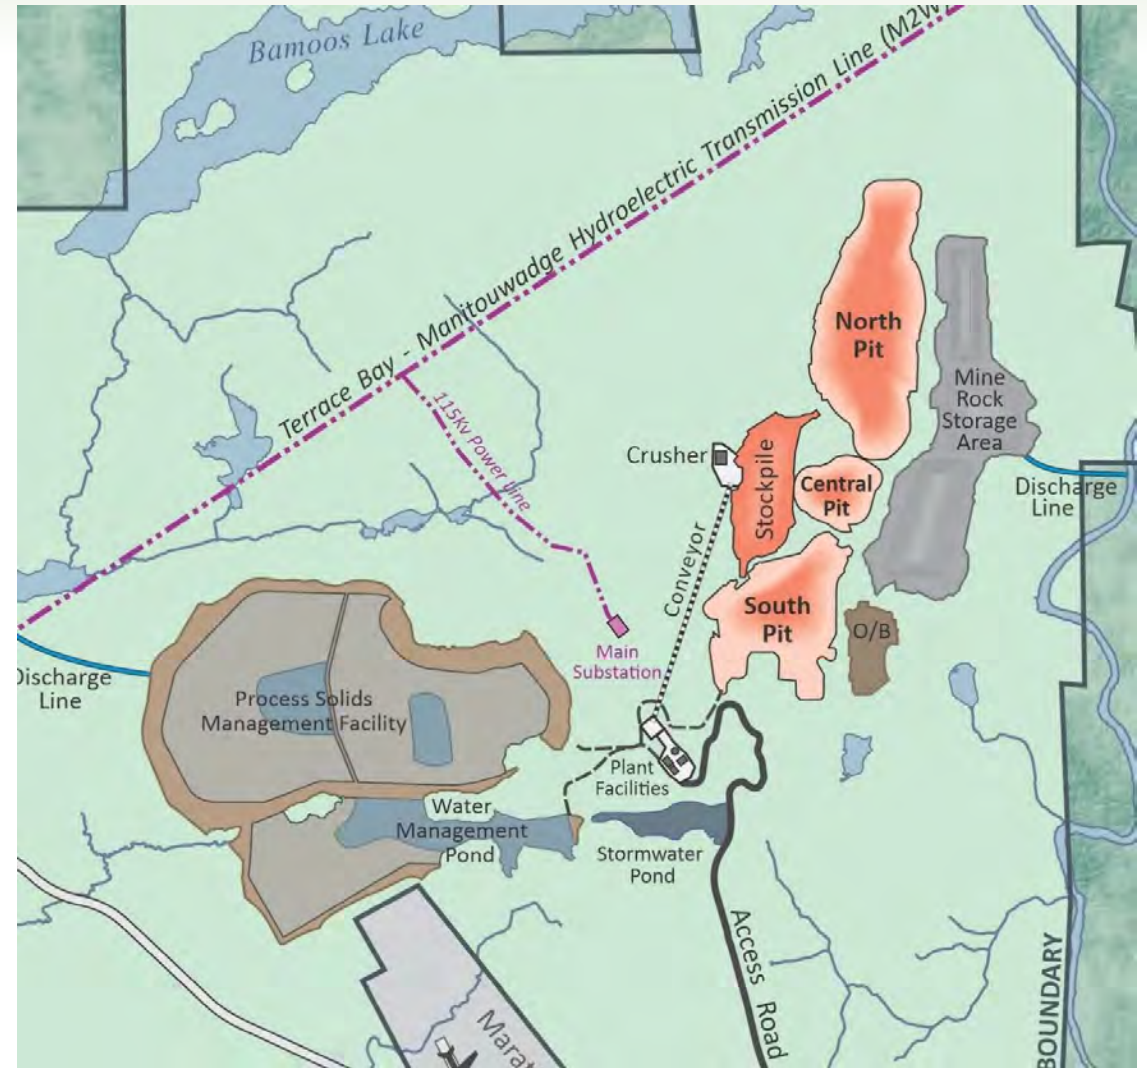 Bamoos Lake
Terrace Bay - Manitouwadge Hydroelectric Transmission Line (M2W)
North
Pit
Mine
Rock
Storage
Area
115Kv Power Line
Crusher
Stockpile
Central
Pit
Discharge
Line
Conveyor
South
Pit
O/B
Main
Substation
Discharge
Line
Process Solids
Management Facility
Plant
Facilities
Water
Management
Pond
Stormwater
Pond
Access Road
BOUNDARY
Marat